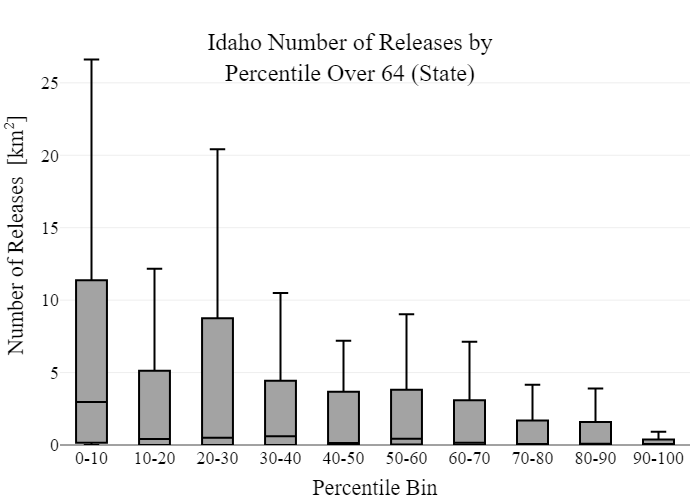 Idaho Number of Releases by
Percentile Over 64 (State)
Number of Releases [km²]
25
20
15
10
5
0
0-10 10-20 20-30 30-40 40-50 50-60 60-70 70-80 80-90 90-100
Percentile Bin